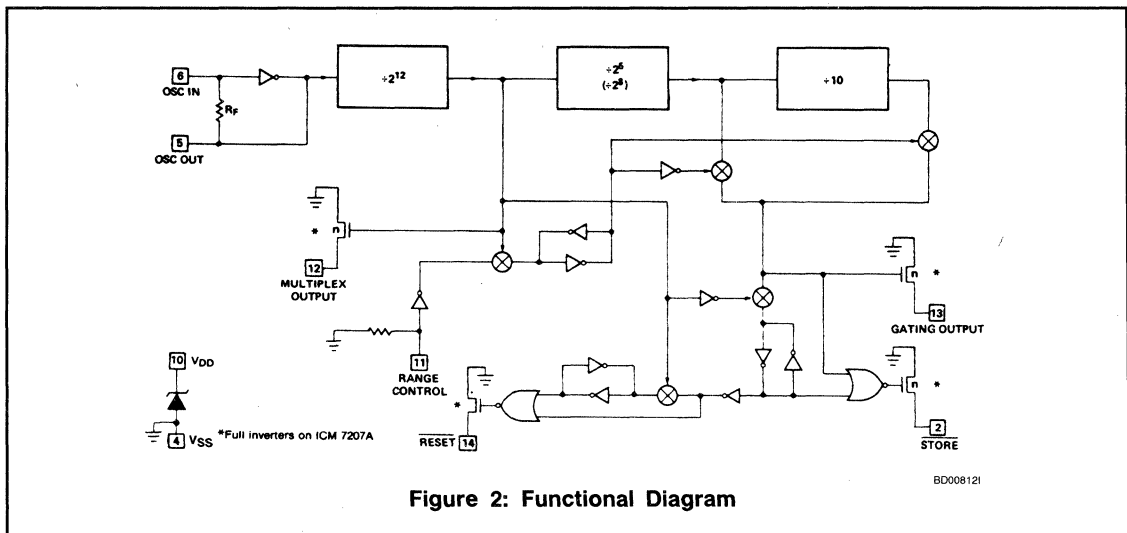 ÷2¹²
÷2⁶
(÷2⁸)
÷10
6
OSC IN
RF
5
OSC OUT
* n
12
MULTIPLEX
OUTPUT
n *
13
GATING OUTPUT
11
RANGE
CONTROL
10 VDD
4 VSS
*Full inverters on ICM 7207A
*
RESET 14
n *
2
STORE
BD00812I
Figure 2: Functional Diagram